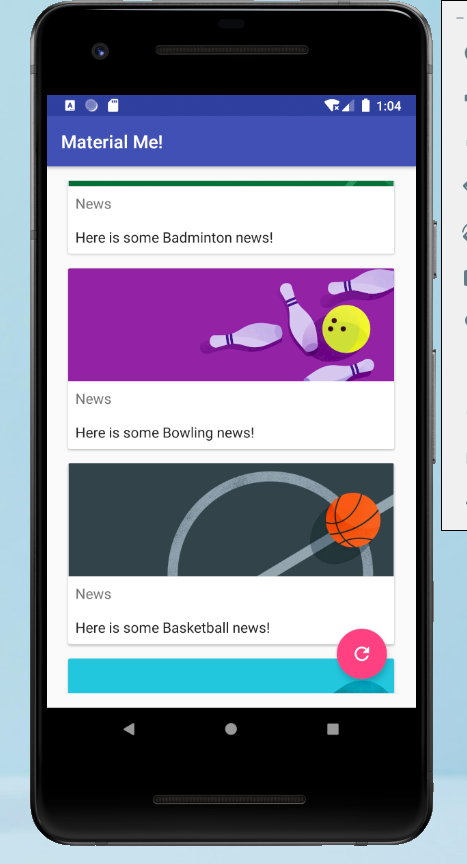 1:04
Material Me!
News
Here is some Badminton news!
News
Here is some Bowling news!
News
Here is some Basketball news!